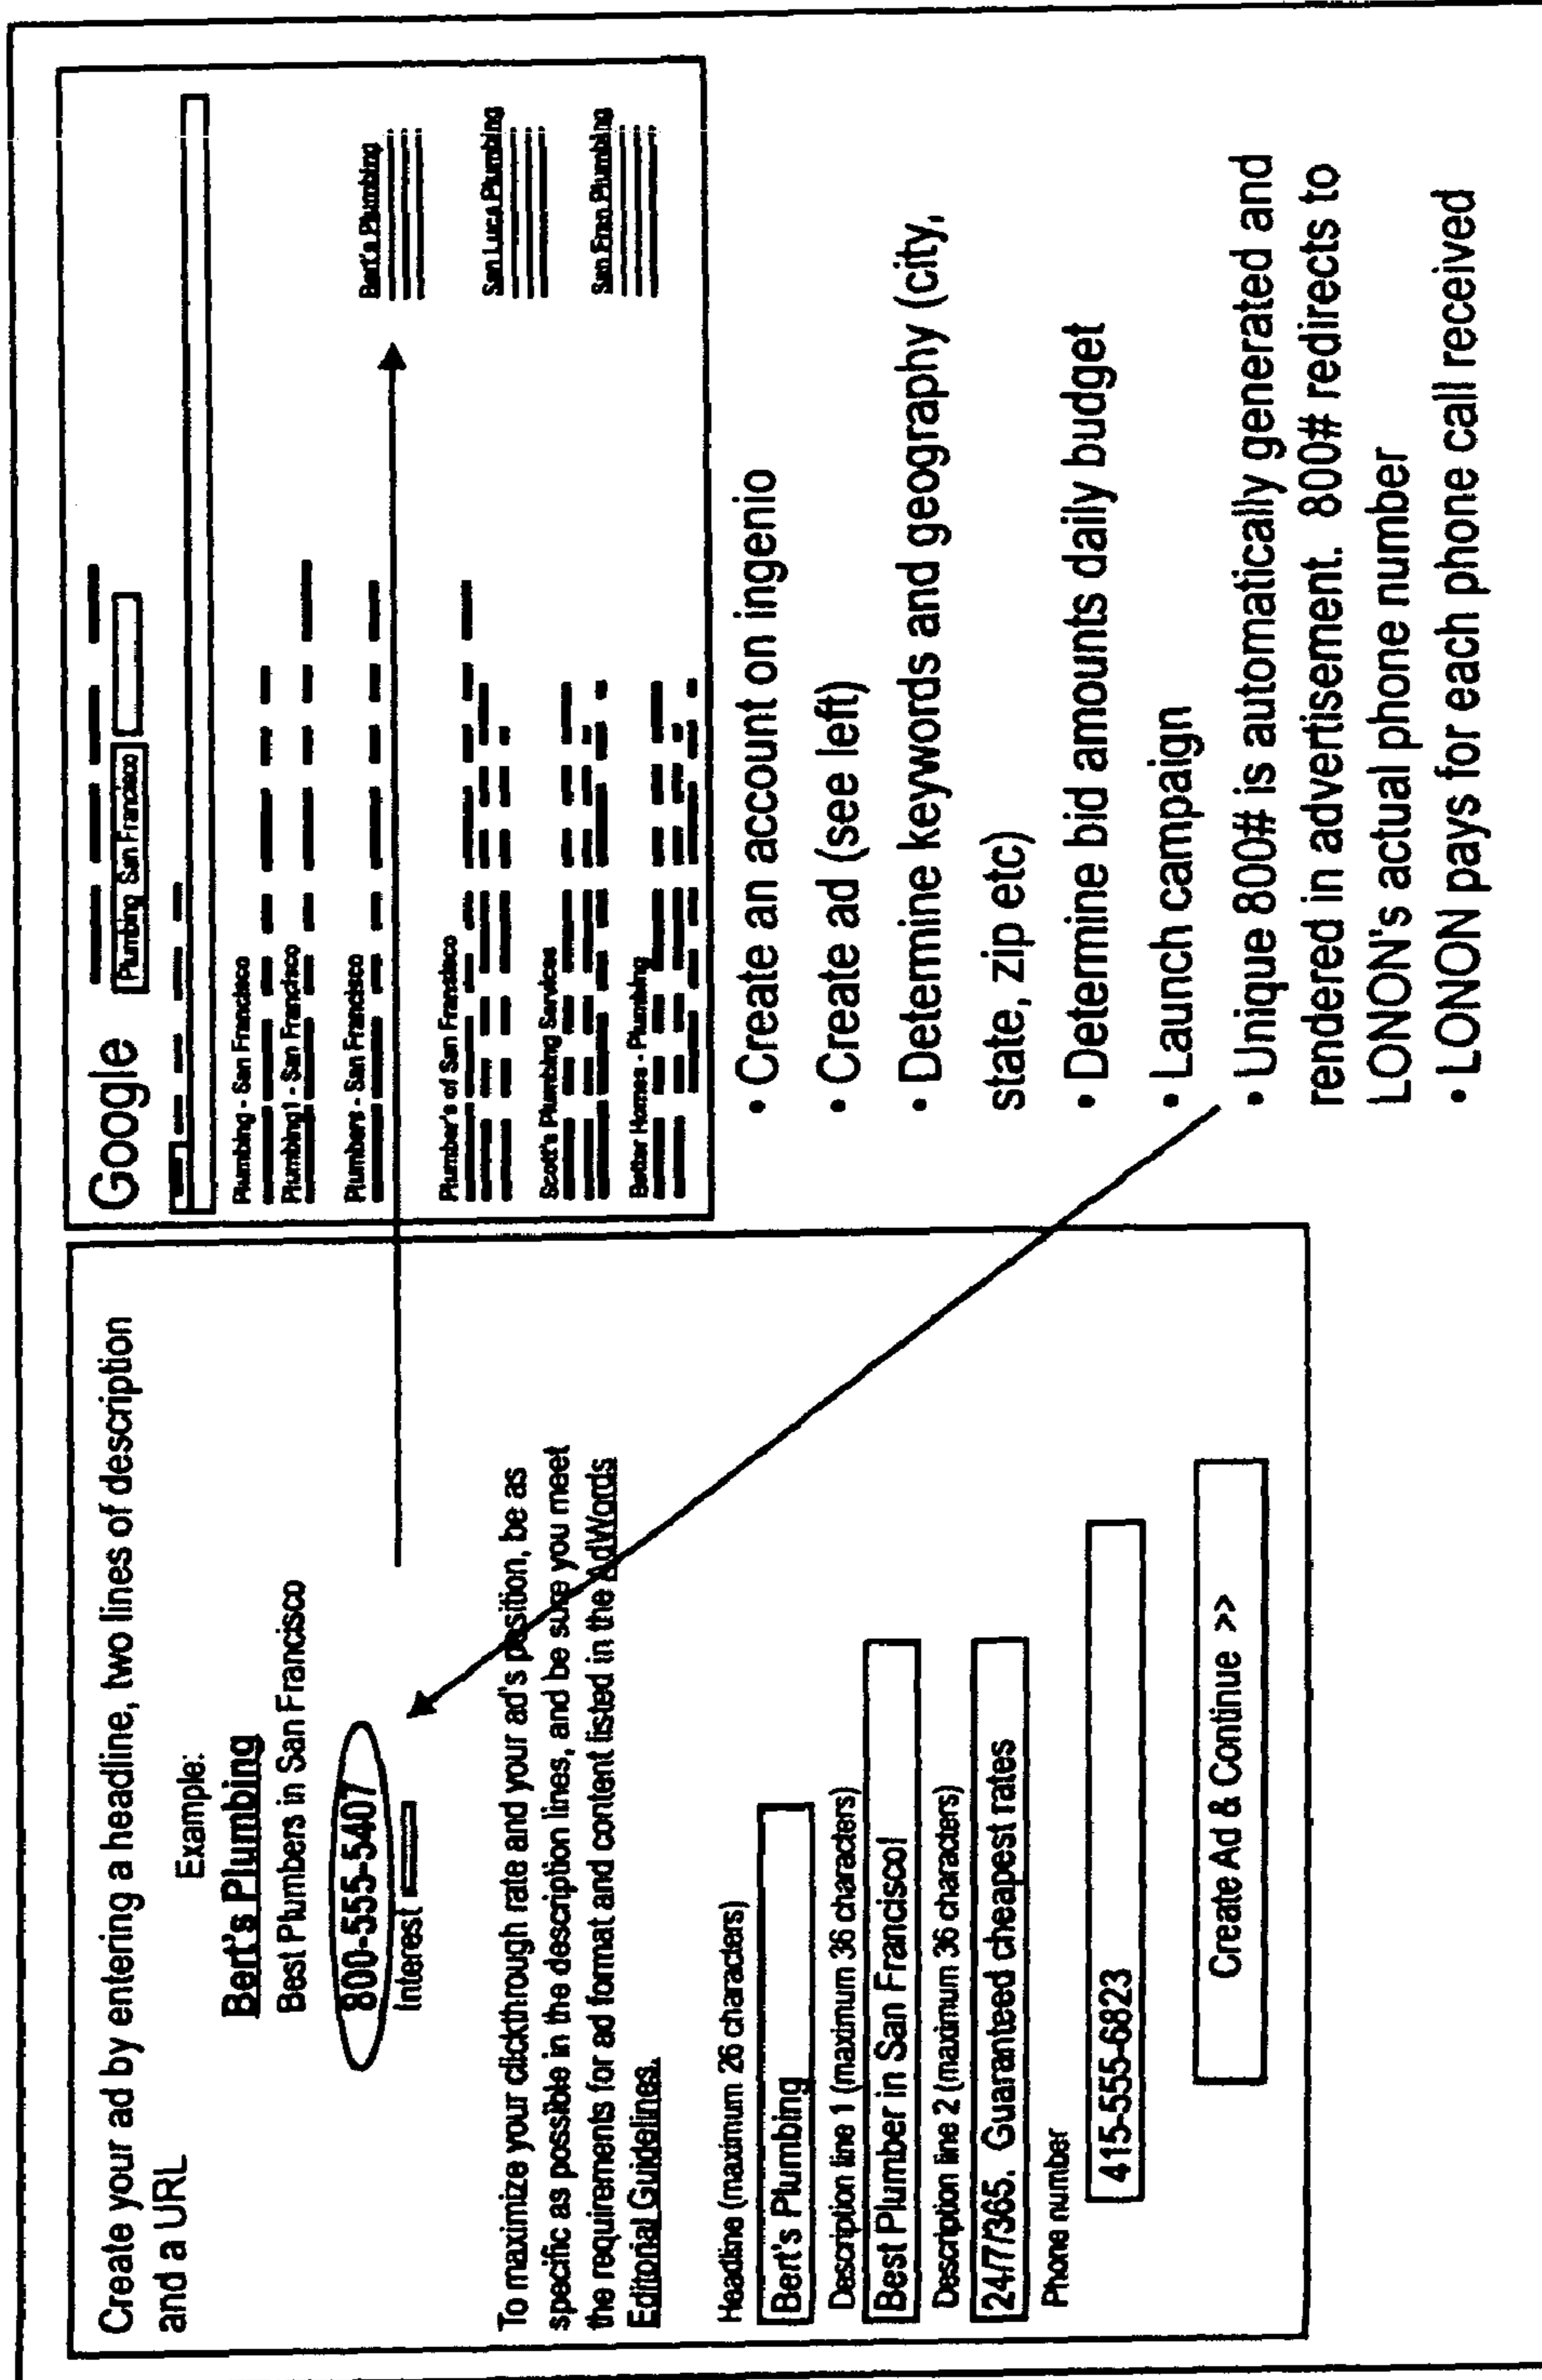 Create your ad by entering a headline, two lines of description
and a URL
Example:
Bert's Plumbing
Best Plumbers in San Francisco
800-555-5407
Interest
To maximize your clickthrough rate and your ad's position, be as
specific as possible in the description lines, and be sure you meet
the requirements for ad format and content listed in the AdWords
Editorial Guidelines.
Headline (maximum 26 characters)
Bert's Plumbing
Description line 1 (maximum 36 characters)
Best Plumber in San Francisco!
Description line 2 (maximum 36 characters)
24/7/365. Guaranteed cheapest rates
Phone number
415-555-6823
Create Ad & Continue >>
Google
Plumbing San Francisco
Plumbing - San Francisco
Plumbing1 - San Francisco
Plumbers - San Francisco
Plumber's of San Francisco
Scott's Plumbing Services
Better Homes - Plumbing
Bert's Plumbing
San Luca Plumbing
San Fran Plumbing
• Create an account on ingenio
• Create ad (see left)
• Determine keywords and geography (city,
state, zip etc)
• Determine bid amounts daily budget
• Launch campaign
• Unique 800# is automatically generated and
rendered in advertisement. 800# redirects to
LONON's actual phone number
• LONON pays for each phone call received